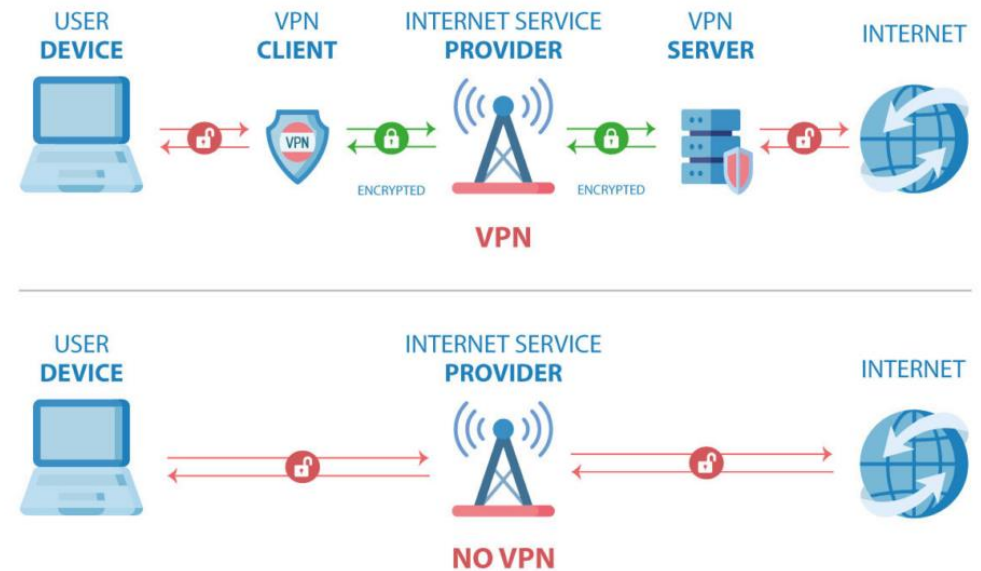 USER
DEVICE
VPN
CLIENT
INTERNET SERVICE
PROVIDER
VPN
SERVER
INTERNET
VPN
ENCRYPTED
ENCRYPTED
VPN
USER
DEVICE
INTERNET SERVICE
PROVIDER
INTERNET
NO VPN